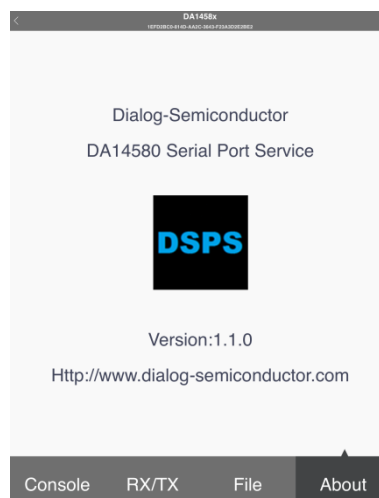 DA1458x
Dialog-Semiconductor
DA14580 Serial Port Service
DSPS
Version:1.1.0
Http://www.dialog-semiconductor.com
Console RX/TX File About